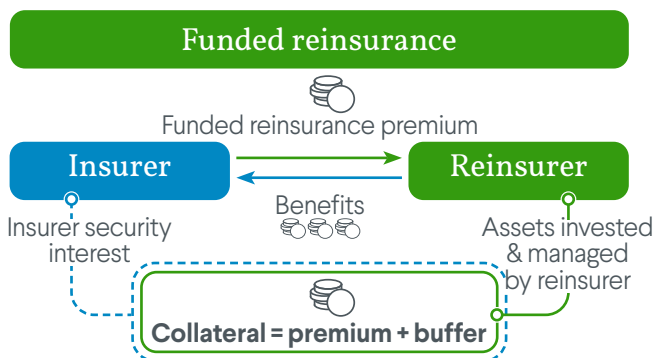 Funded reinsurance
Funded reinsurance premium
Insurer
Reinsurer
Benefits
Insurer security
interest
Assets invested
& managed
by reinsurer
Collateral = premium + buffer